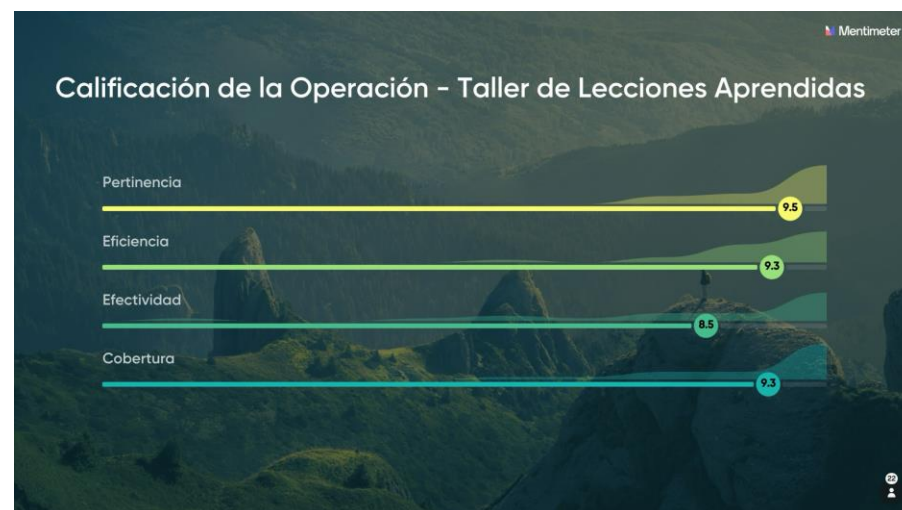 Mentimeter
Calificación de la Operación - Taller de Lecciones Aprendidas
Pertinencia
9.5
Eficiencia
9.3
Efectividad
8.5
Cobertura
9.3
22